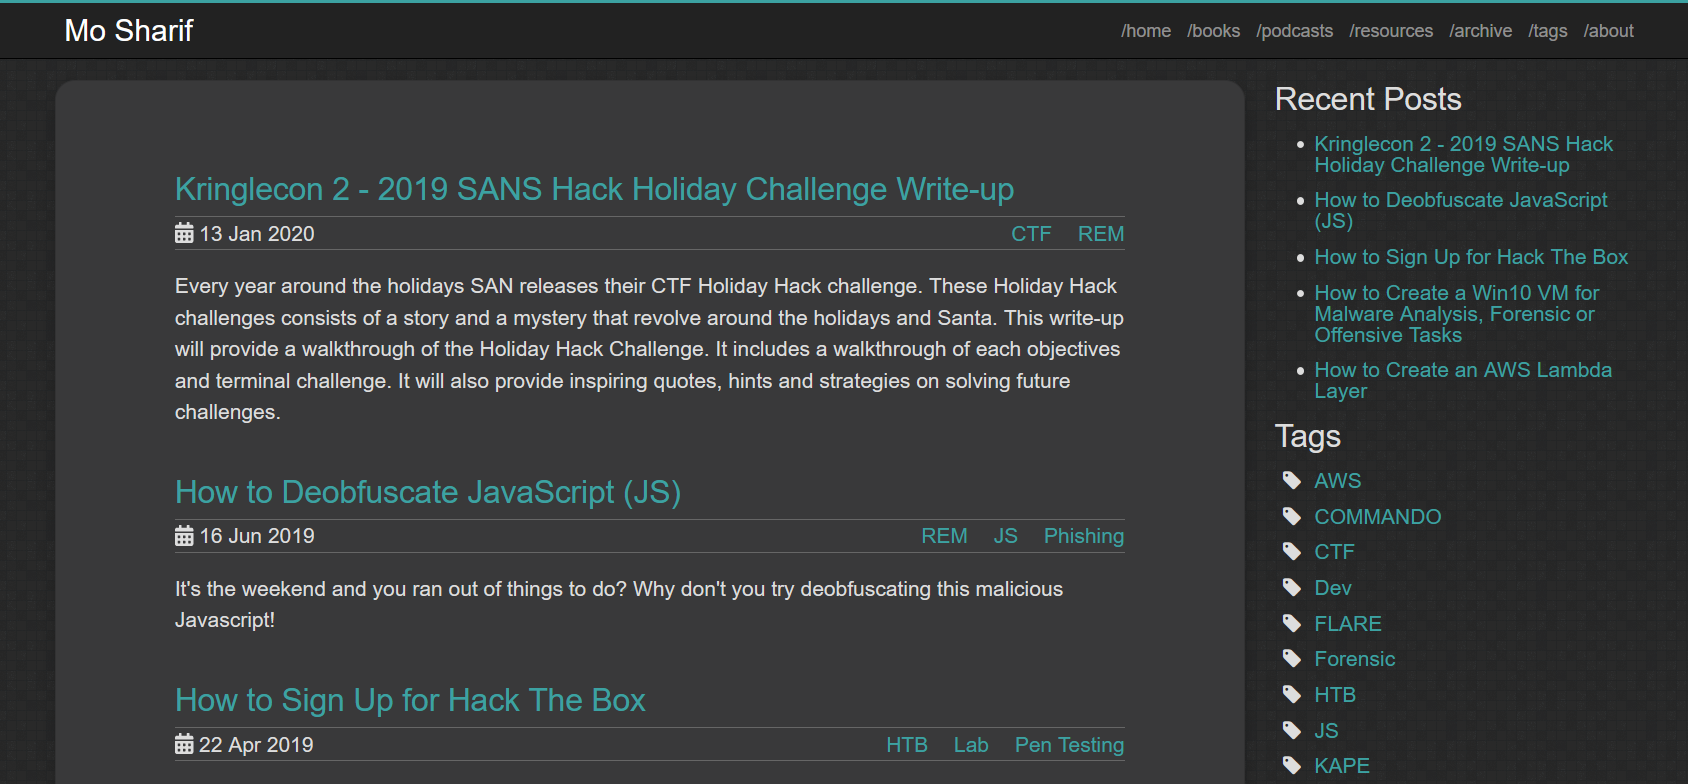 Mo Sharif
/home /books /podcasts /resources /archive /tags /about
Kringlecon 2 - 2019 SANS Hack Holiday Challenge Write-up
13 Jan 2020 CTF REM
Every year around the holidays SAN releases their CTF Holiday Hack challenge. These Holiday Hack
challenges consists of a story and a mystery that revolve around the holidays and Santa. This write-up
will provide a walkthrough of the Holiday Hack Challenge. It includes a walkthrough of each objectives
and terminal challenge. It will also provide inspiring quotes, hints and strategies on solving future
challenges.
How to Deobfuscate JavaScript (JS)
16 Jun 2019 REM JS Phishing
It's the weekend and you ran out of things to do? Why don't you try deobfuscating this malicious
Javascript!
How to Sign Up for Hack The Box
22 Apr 2019 HTB Lab Pen Testing
Recent Posts
Kringlecon 2 - 2019 SANS Hack
Holiday Challenge Write-up
How to Deobfuscate JavaScript
(JS)
How to Sign Up for Hack The Box
How to Create a Win10 VM for
Malware Analysis, Forensic or
Offensive Tasks
How to Create an AWS Lambda
Layer
Tags
AWS
COMMANDO
CTF
Dev
FLARE
Forensic
HTB
JS
KAPE